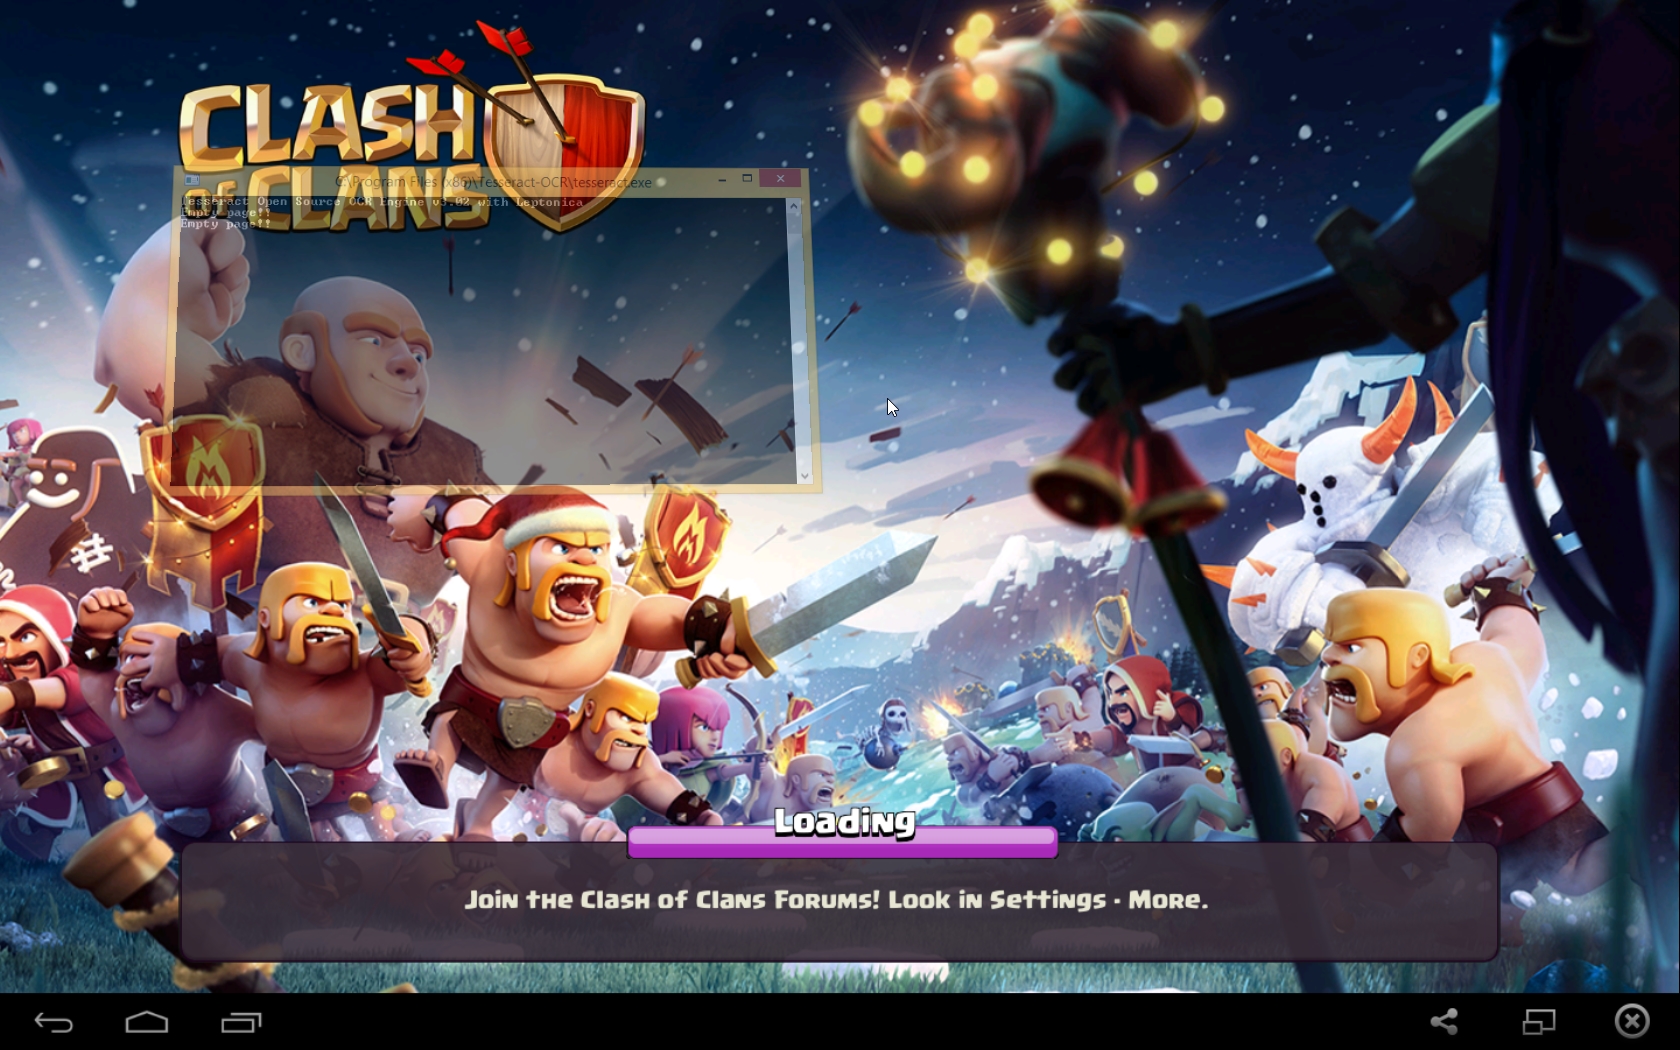 CLASH
OF CLANS
C:\Program Files (x86)\Tesseract-OCR\tesseract.exe
Tesseract Open Source OCR Engine v3.02 with Leptonica
Empty page!!
Empty page!!
Loading
Join the Clash of Clans Forums! Look in Settings - More.